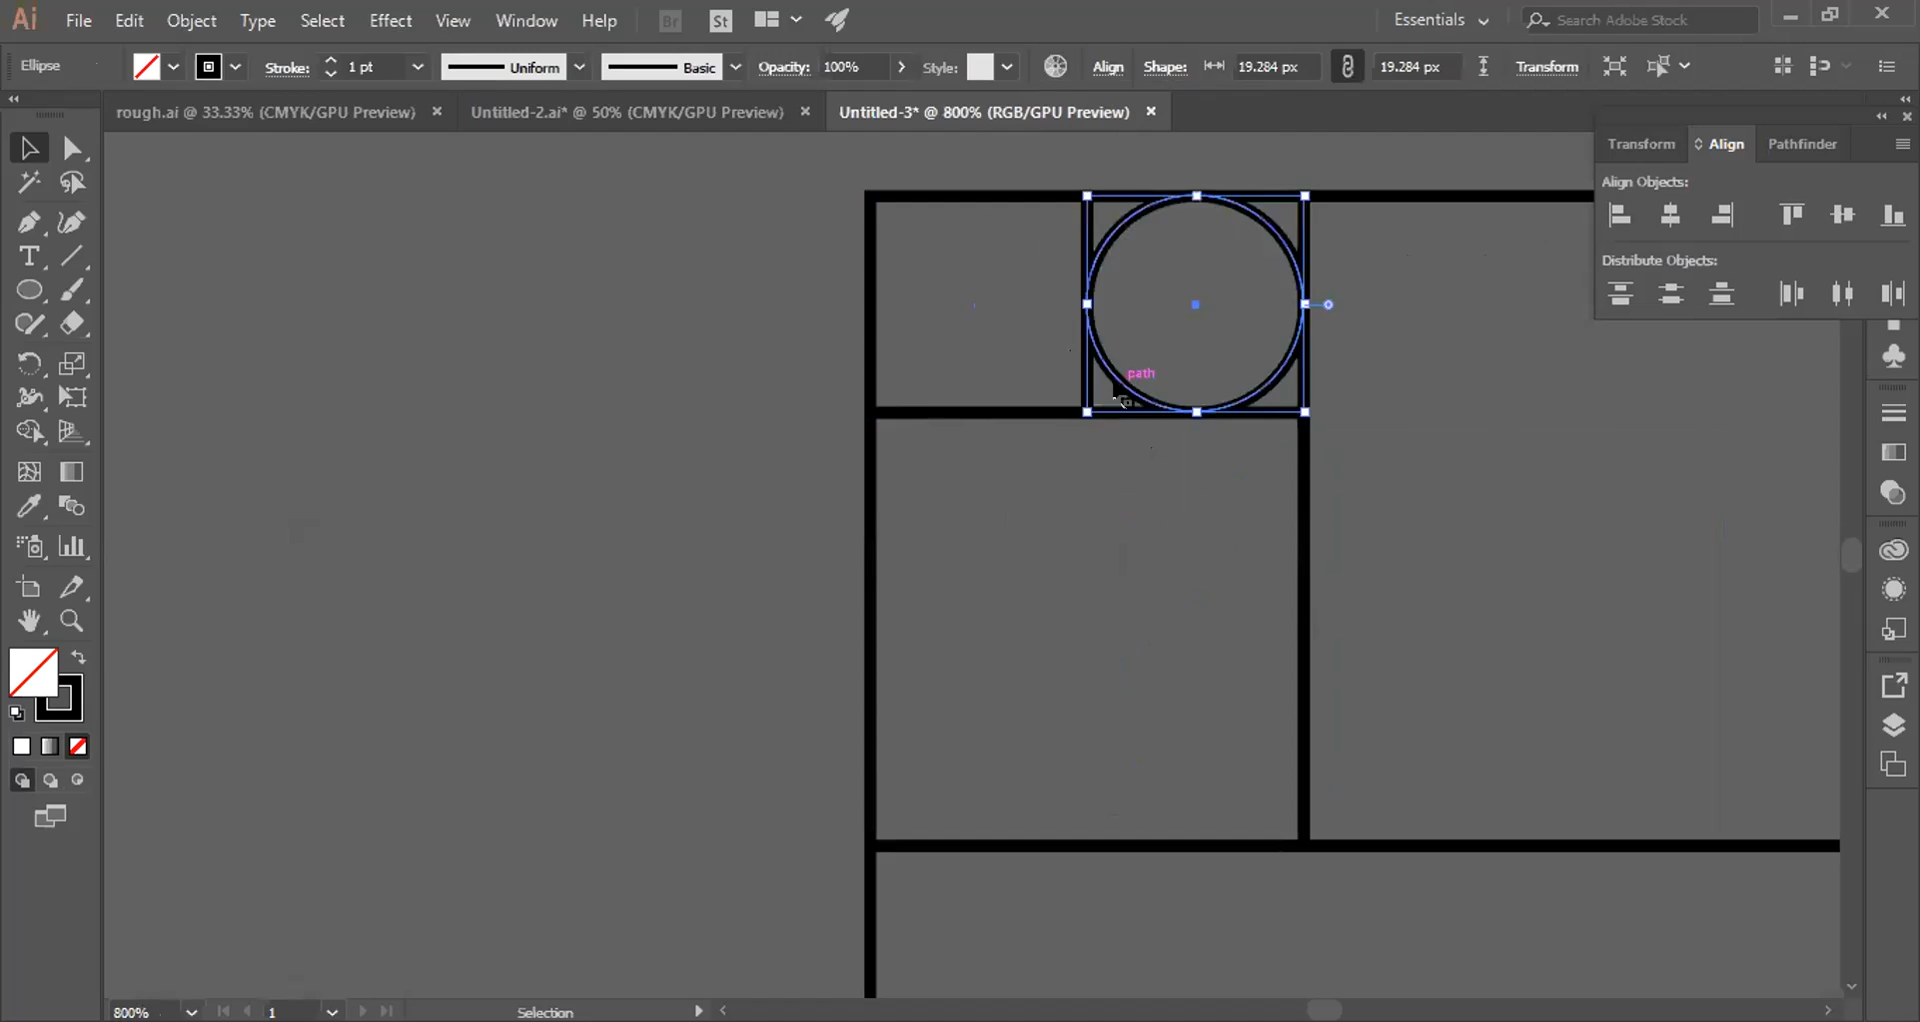 Ai File Edit Object Type Select Effect View Window Help Br St Essentials Search Adobe Stock
Ellipse Stroke: 1 pt Uniform Basic Opacity: 100% Style: Align Shape: 19.284 px 19.284 px Transform
rough.ai @ 33.33% (CMYK/GPU Preview) Untitled-2.ai* @ 50% (CMYK/GPU Preview) Untitled-3* @ 800% (RGB/GPU Preview)
Transform Align Pathfinder
Align Objects:
Distribute Objects:
path
800% 1 Selection